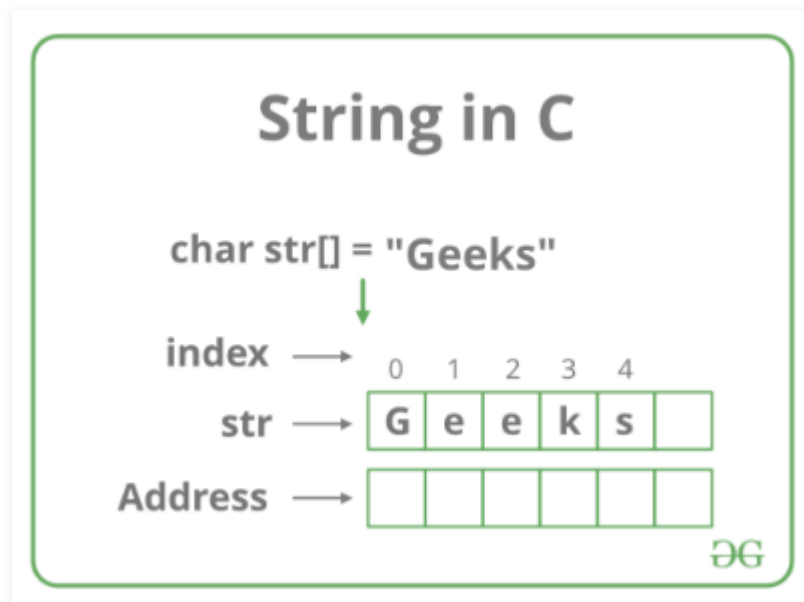 String in C
char str[] = "Geeks"
index 0 1 2 3 4
str G e e k s
Address